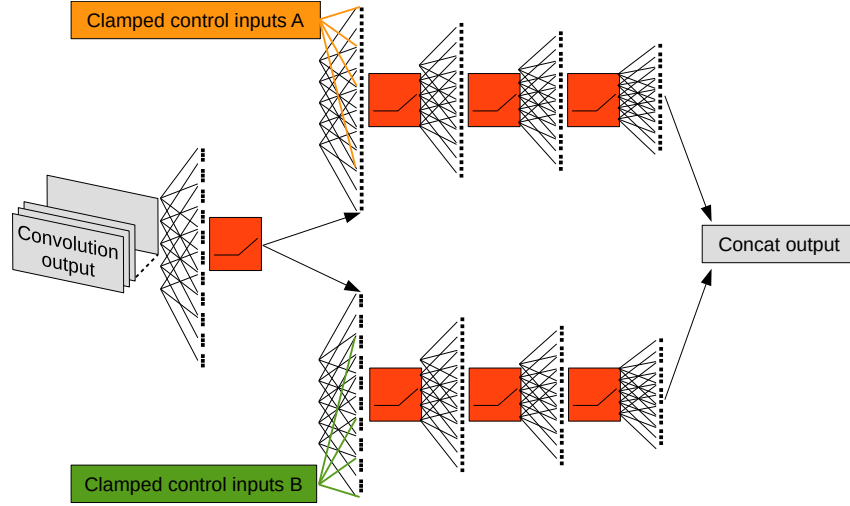 Clamped control inputs A
Convolution
output
Concat output
Clamped control inputs B